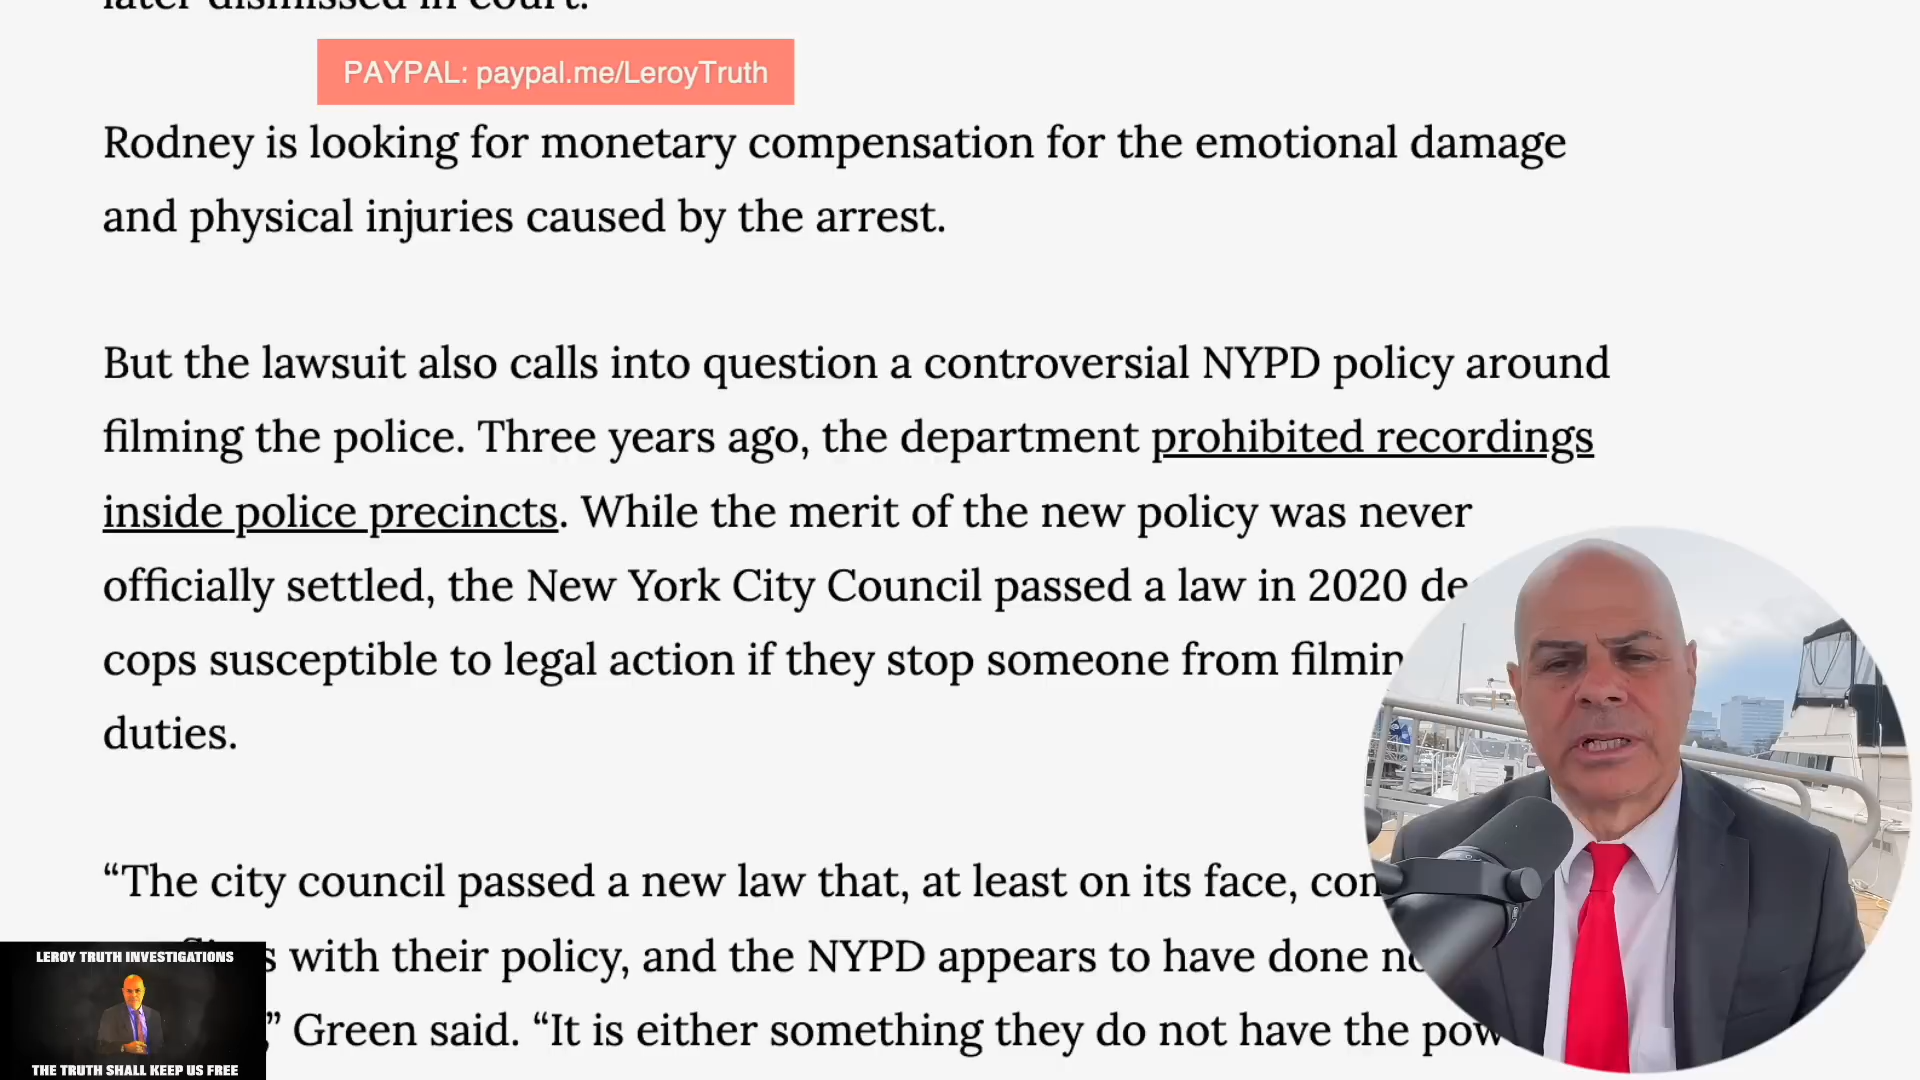 later dismissed in court.
PAYPAL: paypal.me/LeroyTruth
Rodney is looking for monetary compensation for the emotional damage
and physical injuries caused by the arrest.
But the lawsuit also calls into question a controversial NYPD policy around
filming the police. Three years ago, the department prohibited recordings
inside police precincts. While the merit of the new policy was never
officially settled, the New York City Council passed a law in 2020
cops susceptible to legal action if they stop someone from
duties.
“The city council passed a new law that, at least on its face,
with their policy, and the NYPD appears to have done
” Green said. “It is either something they do not have the
LEROY TRUTH INVESTIGATIONS
THE TRUTH SHALL KEEP US FREE